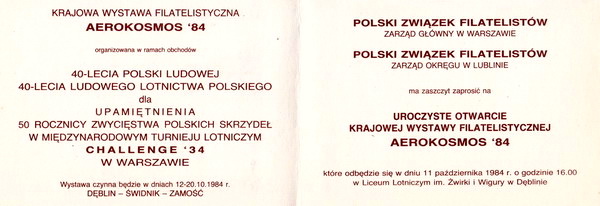 KRAJOWA WYSTAWA FILATELISTYCZNA
AEROKOSMOS '84
organizowana w ramach obchodów
40-LECIA POLSKI LUDOWEJ
40-LECIA LUDOWEGO LOTNICTWA POLSKIEGO
dla
UPAMIĘTNIENIA
50 ROCZNICY ZWYCIĘSTWA POLSKICH SKRZYDEŁ
W MIĘDZYNARODOWYM TURNIEJU LOTNICZYM
CHALLENGE '34
W WARSZAWIE
Wystawa czynna będzie w dniach 12-20.10.1984 r.
DĘBLIN – ŚWIDNIK – ZAMOŚĆ
POLSKI ZWIĄZEK FILATELISTÓW
ZARZĄD GŁÓWNY W WARSZAWIE
POLSKI ZWIĄZEK FILATELISTÓW
ZARZĄD OKRĘGU W LUBLINIE
ma zaszczyt zaprosić na
UROCZYSTE OTWARCIE
KRAJOWEJ WYSTAWY FILATELISTYCZNEJ
AEROKOSMOS '84
które odbędzie się w dniu 11 października 1984 r. o godzinie 16.00
w Liceum Lotniczym im. Żwirki i Wigury w Dęblinie